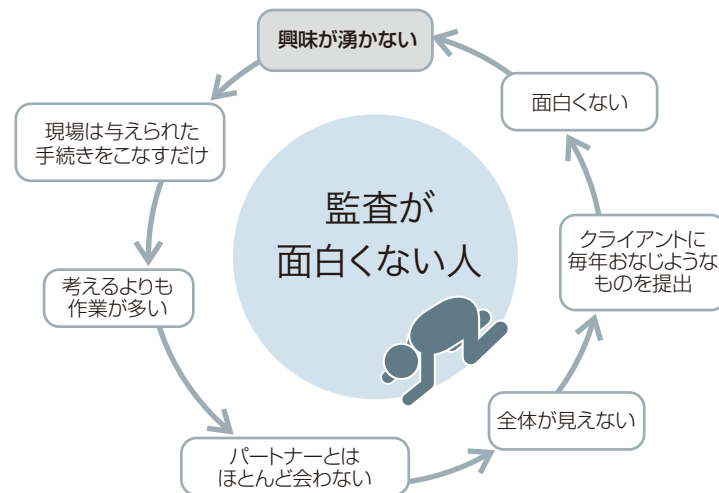 興味が湧かない
現場は与えられた
手続きをこなすだけ
考えるよりも
作業が多い
パートナーとは
ほとんど会わない
全体が見えない
クライアントに
毎年おなじような
ものを提出
面白くない
監査が
面白くない人